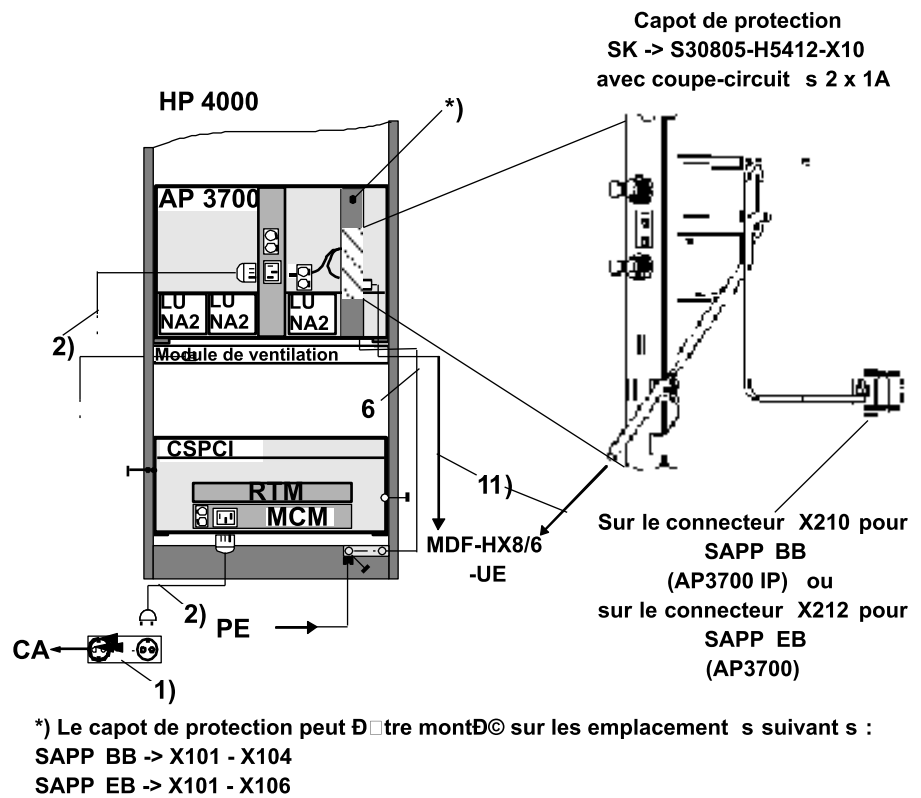 Capot de protection
SK -> S30805-H5412-X10
avec coupe-circuit s 2 x 1A
HP 4000
*)
AP 3700
LU
NA2
LU
NA2
LU
NA2
2)
Module de ventilation
6
CSPCI
RTM
MCM
11)
MDF-HX8/6
-UE
Sur le connecteur X210 pour
SAPP BB
(AP3700 IP) ou
sur le connecteur X212 pour
SAPP EB
(AP3700)
2)
PE
CA
1)
*) Le capot de protection peut Ð□tre montÐ© sur les emplacement s suivant s :
SAPP BB -> X101 - X104
SAPP EB -> X101 - X106